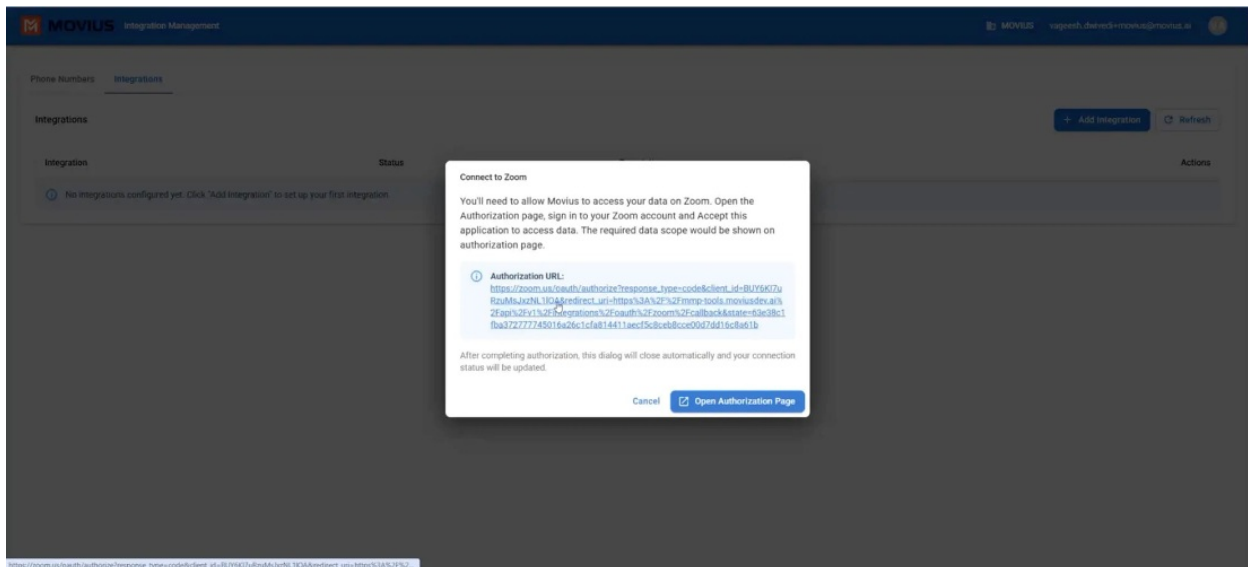 MOVIUS Integration Management
MOVIUS vageesh.dwivedi+movius@movius.ai
Phone Numbers Integrations
Integrations
+ Add Integration Refresh
Integration Status Actions
No integrations configured yet. Click "Add Integration" to set up your first integration.
Connect to Zoom
You'll need to allow Movius to access your data on Zoom. Open the
Authorization page, sign in to your Zoom account and Accept this
application to access data. The required data scope would be shown on
authorization page.
Authorization URL:
https://zoom.us/oauth/authorize?response_type=code&client_id=BUY6Kl7u
RzuMsJxzNL1lOA&redirect_uri=https%3A%2F%2Fmmp-tools.moviusdev.ai%
2Fapi%2Fv1%2Fintegrations%2Foauth%2Fzoom%2Fcallback&state=63e38c1
fba372777745016a26c1cfa814411aecf5c8ceb8cce00d7dd16c8a61b
After completing authorization, this dialog will close automatically and your connection
status will be updated.
Cancel Open Authorization Page